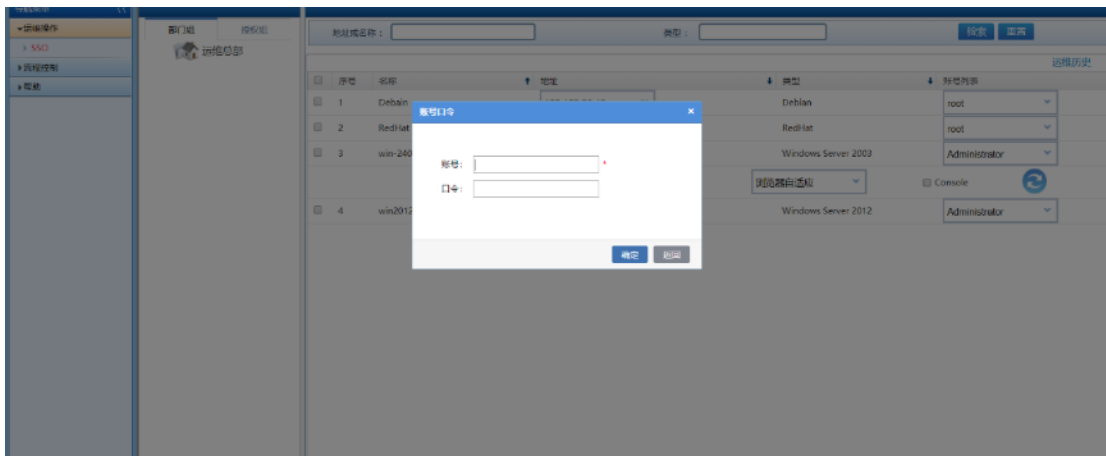 ▾运维操作
› SSO
▸流程控制
▸帮助
部门组 授权组
运维总部
地址或名称：
类型：
检索 重置
运维历史
序号 名称 地址 类型 账号列表
1 Debain Debian root
2 RedHat RedHat root
3 win-240 Windows Server 2003 Administrator
浏览器自适应 Console
4 win2012 Windows Server 2012 Administrator
账号口令 ×
账号： *
口令：
确定 返回